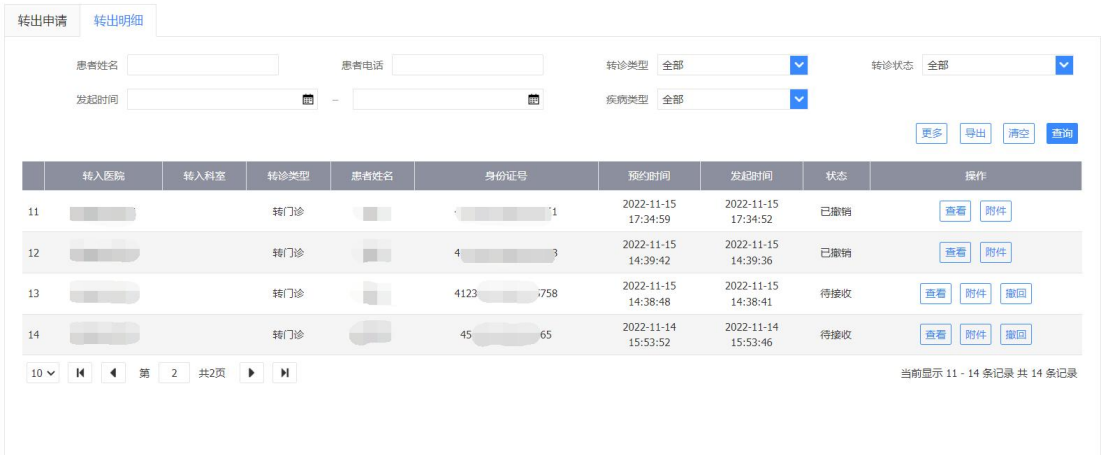 转出申请 转出明细
患者姓名 患者电话 转诊类型 全部 转诊状态 全部
发起时间 – 疾病类型 全部
更多 导出 清空 查询
转入医院 转入科室 转诊类型 患者姓名 身份证号 预约时间 发起时间 状态 操作
11 转门诊 1 2022-11-15 17:34:59 2022-11-15 17:34:52 已撤销 查看 附件
12 转门诊 4 3 2022-11-15 14:39:42 2022-11-15 14:39:36 已撤销 查看 附件
13 转门诊 4123 5758 2022-11-15 14:38:48 2022-11-15 14:38:41 待接收 查看 附件 撤回
14 转门诊 45 65 2022-11-14 15:53:52 2022-11-14 15:53:46 待接收 查看 附件 撤回
10 第 2 共2页 当前显示 11 - 14 条记录 共 14 条记录